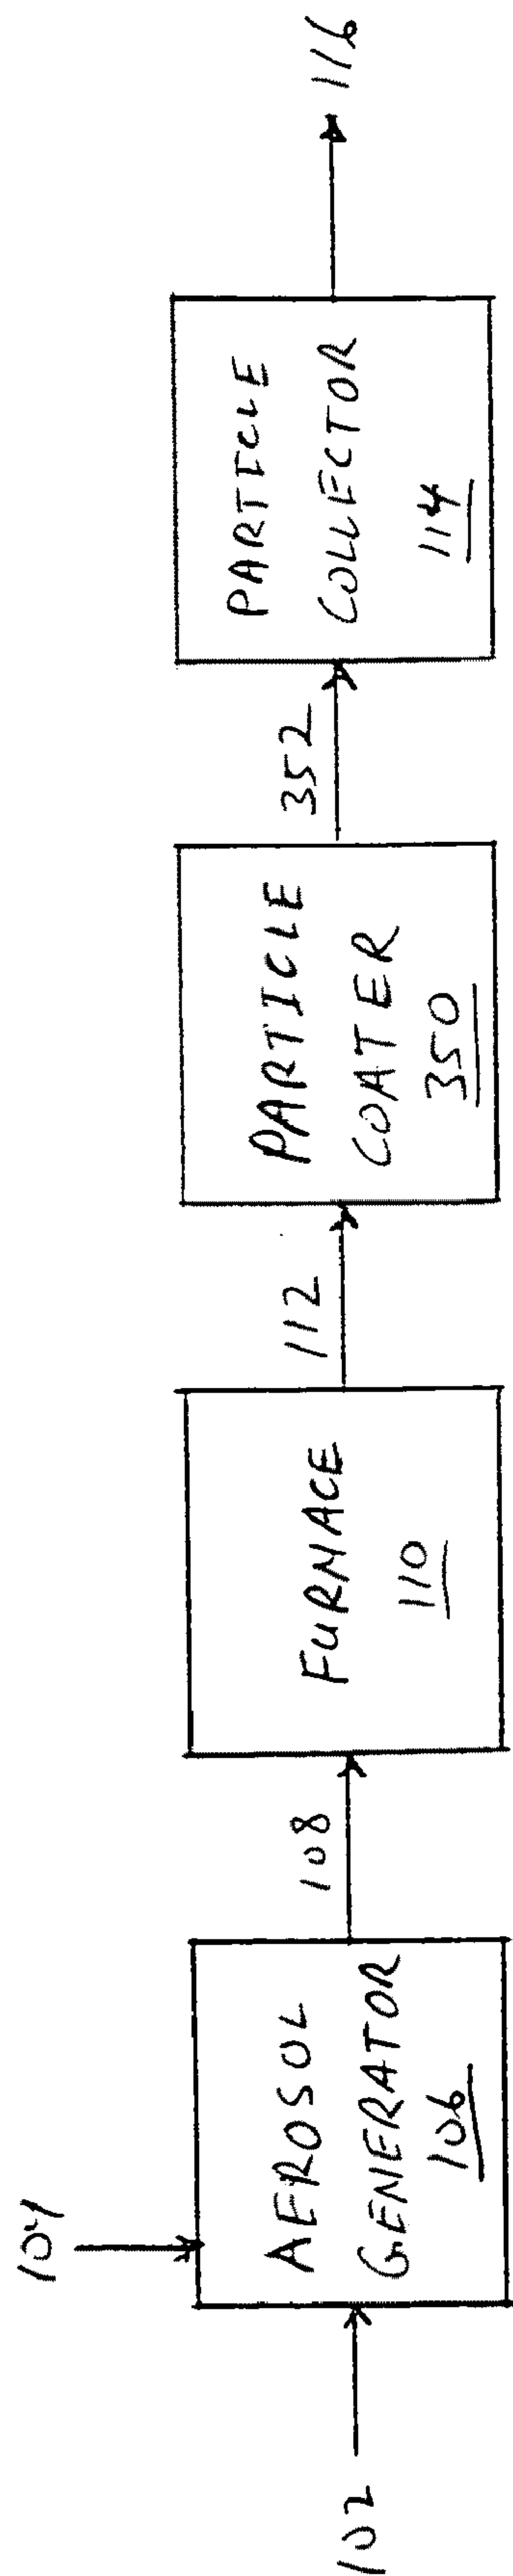 104
102
AEROSOL
GENERATOR
106
108
FURNACE
110
112
PARTICLE
COATER
350
352
PARTICLE
COLLECTOR
114
116